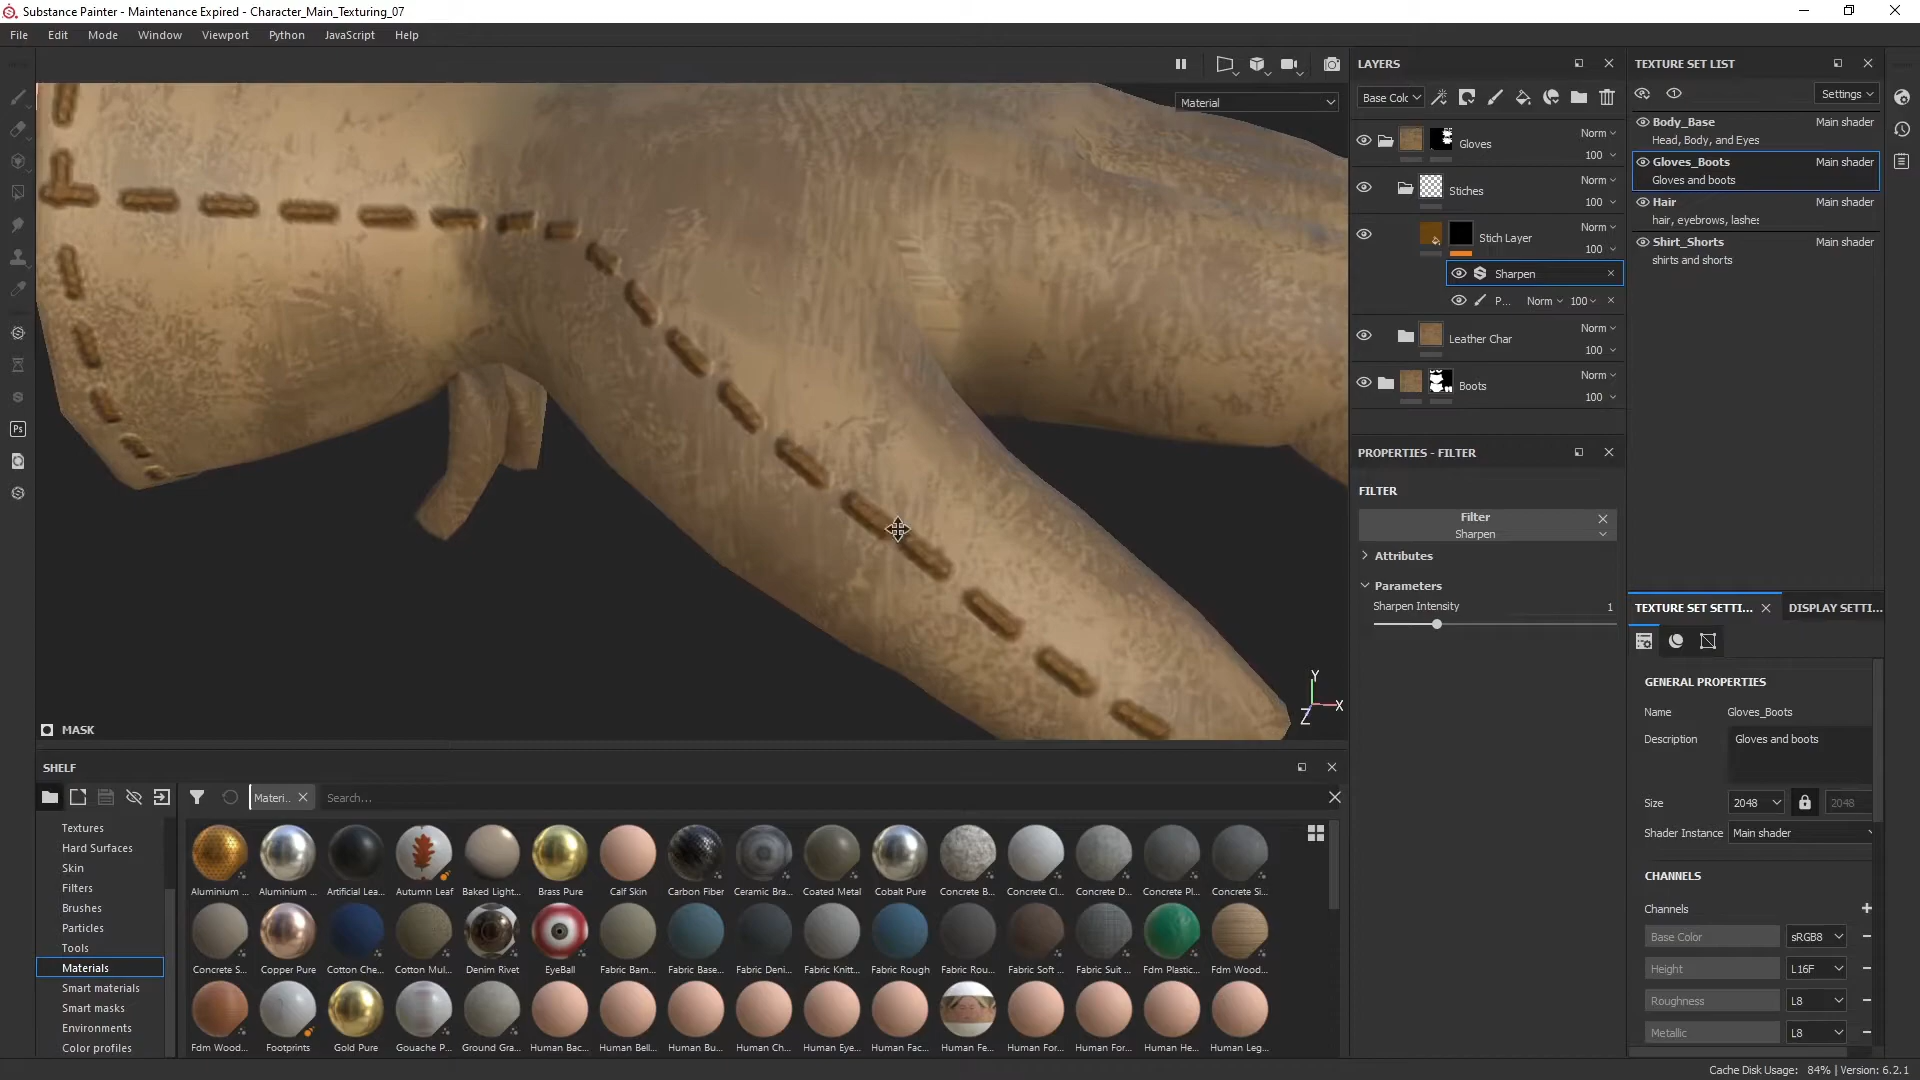 Substance Painter - Maintenance Expired - Character_Main_Texturing_07
File Edit Mode Window Viewport Python JavaScript Help
Material
MASK
LAYERS
Base Colc
Gloves
Norm
100
Stiches
Norm
100
Stich Layer
Norm
100
Sharpen
P... Norm 100
Leather Char
Norm
100
Boots
Norm
100
PROPERTIES - FILTER
FILTER
Filter
Sharpen
Attributes
Parameters
Sharpen Intensity 1
TEXTURE SET LIST
Settings
Body_Base Main shader
Head, Body, and Eyes
Gloves_Boots Main shader
Gloves and boots
Hair Main shader
hair, eyebrows, lashes
Shirt_Shorts Main shader
shirts and shorts
TEXTURE SET SETTI... DISPLAY SETTI...
GENERAL PROPERTIES
Name Gloves_Boots
Description Gloves and boots
Size 2048 2048
Shader Instance Main shader
CHANNELS
Channels
Base Color sRGB8
Height L16F
Roughness L8
Metallic L8
Y
X
Z
SHELF
Materi.. Search...
Textures
Hard Surfaces
Skin
Filters
Brushes
Particles
Tools
Materials
Smart materials
Smart masks
Environments
Color profiles
Ps
Aluminium ... Aluminium ... Artificial Lea... Autumn Leaf Baked Light... Brass Pure Calf Skin Carbon Fiber Ceramic Bra... Coated Metal Cobalt Pure Concrete B... Concrete Cl... Concrete D... Concrete Pl... Concrete Si...
Concrete S... Copper Pure Cotton Che... Cotton Mul... Denim Rivet EyeBall Fabric Bam... Fabric Base... Fabric Deni... Fabric Knitt... Fabric Rough Fabric Rou... Fabric Soft ... Fabric Suit ... Fdm Plastic... Fdm Wood...
Fdm Wood... Footprints Gold Pure Gouache P... Ground Gra... Human Bac... Human Bell... Human Bu... Human Ch... Human Eye... Human Fac... Human Fe... Human For... Human For... Human He... Human Leg...
Cache Disk Usage: 84% | Version: 6.2.1